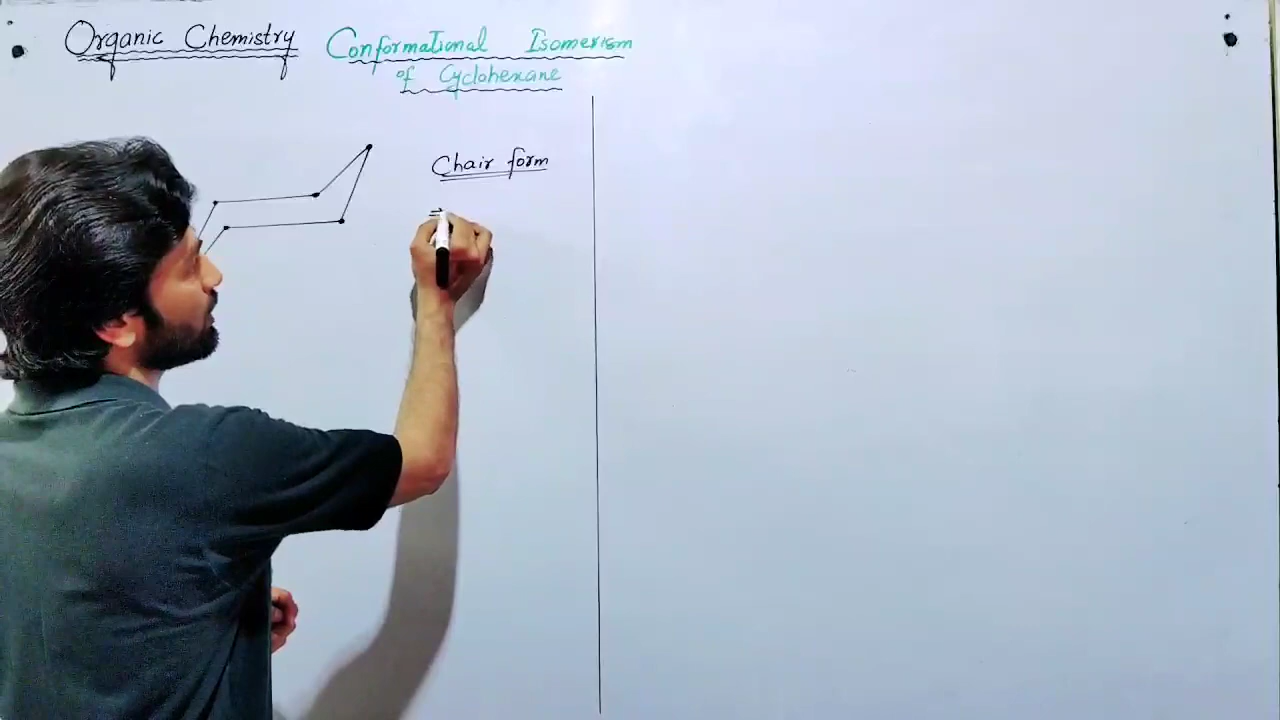 Organic Chemistry Conformational Isomerism
of Cyclohexane
Chair form